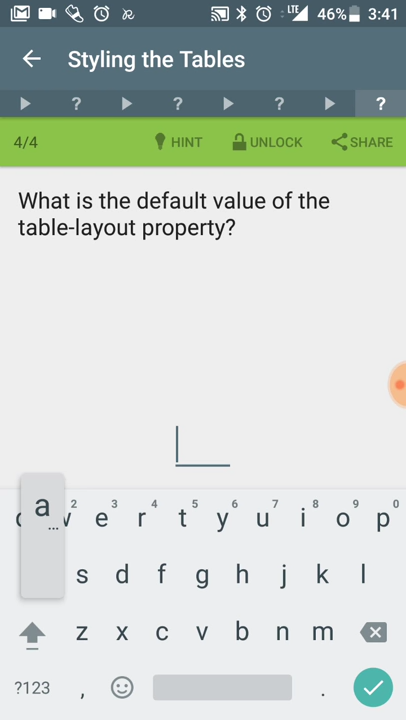 LTE 46% 3:41
Styling the Tables
? ? ? ?
4/4 HINT UNLOCK SHARE
What is the default value of the
table-layout property?
a
...
2 3 4 5 6 7 8 9 0
e r t y u i o p
s d f g h j k l
z x c v b n m
?123 , .